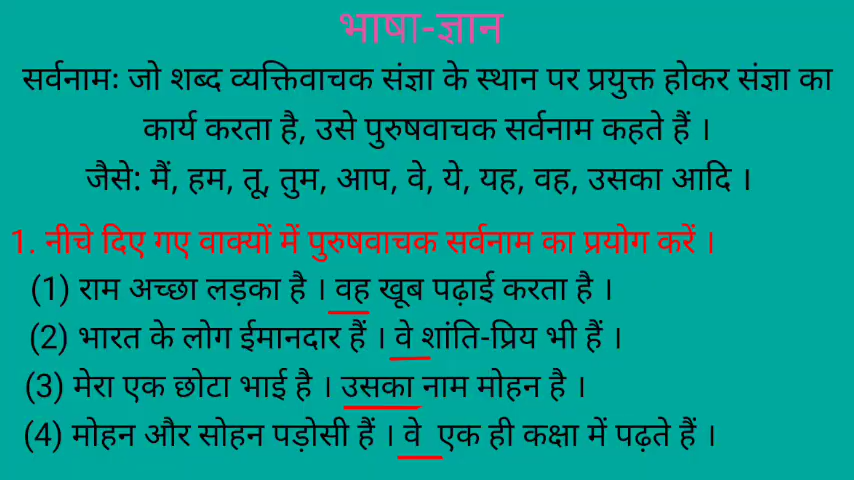 भाषा-ज्ञान
सर्वनामः जो शब्द व्यक्तिवाचक संज्ञा के स्थान पर प्रयुक्त होकर संज्ञा का
कार्य करता है, उसे पुरुषवाचक सर्वनाम कहते हैं ।
जैसे: मैं, हम, तू, तुम, आप, वे, ये, यह, वह, उसका आदि ।
1. नीचे दिए गए वाक्यों में पुरुषवाचक सर्वनाम का प्रयोग करें ।
(1) राम अच्छा लड़का है । वह खूब पढ़ाई करता है ।
(2) भारत के लोग ईमानदार हैं । वे शांति-प्रिय भी हैं ।
(3) मेरा एक छोटा भाई है । उसका नाम मोहन है ।
(4) मोहन और सोहन पड़ोसी हैं । वे एक ही कक्षा में पढ़ते हैं ।